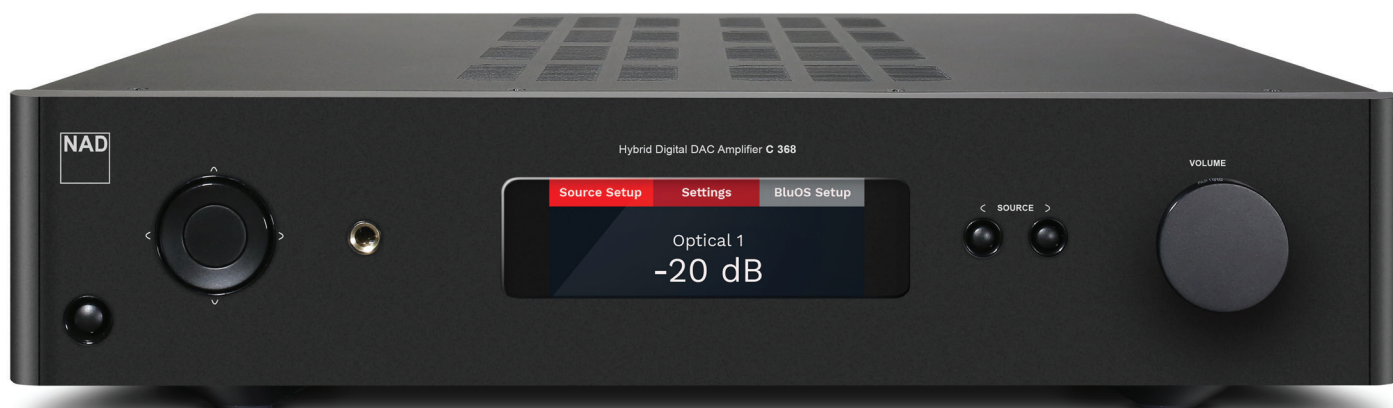 NAD
Hybrid Digital DAC Amplifier C 368
VOLUME
Source Setup Settings BluOS Setup
< SOURCE >
Optical 1
-20 dB